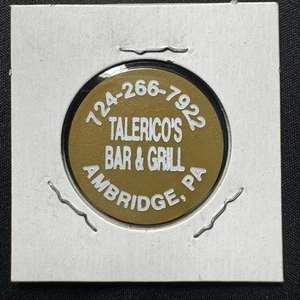 724-266-7922
TALERICO'S
BAR & GRILL
AMBRIDGE, PA